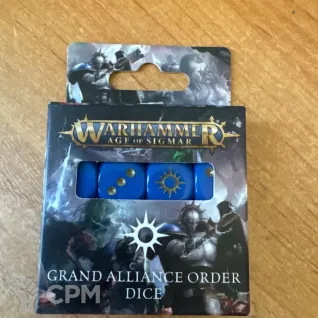 WARHAMMER
AGE OF SIGMAR
GRAND ALLIANCE ORDER
DICE
CPM